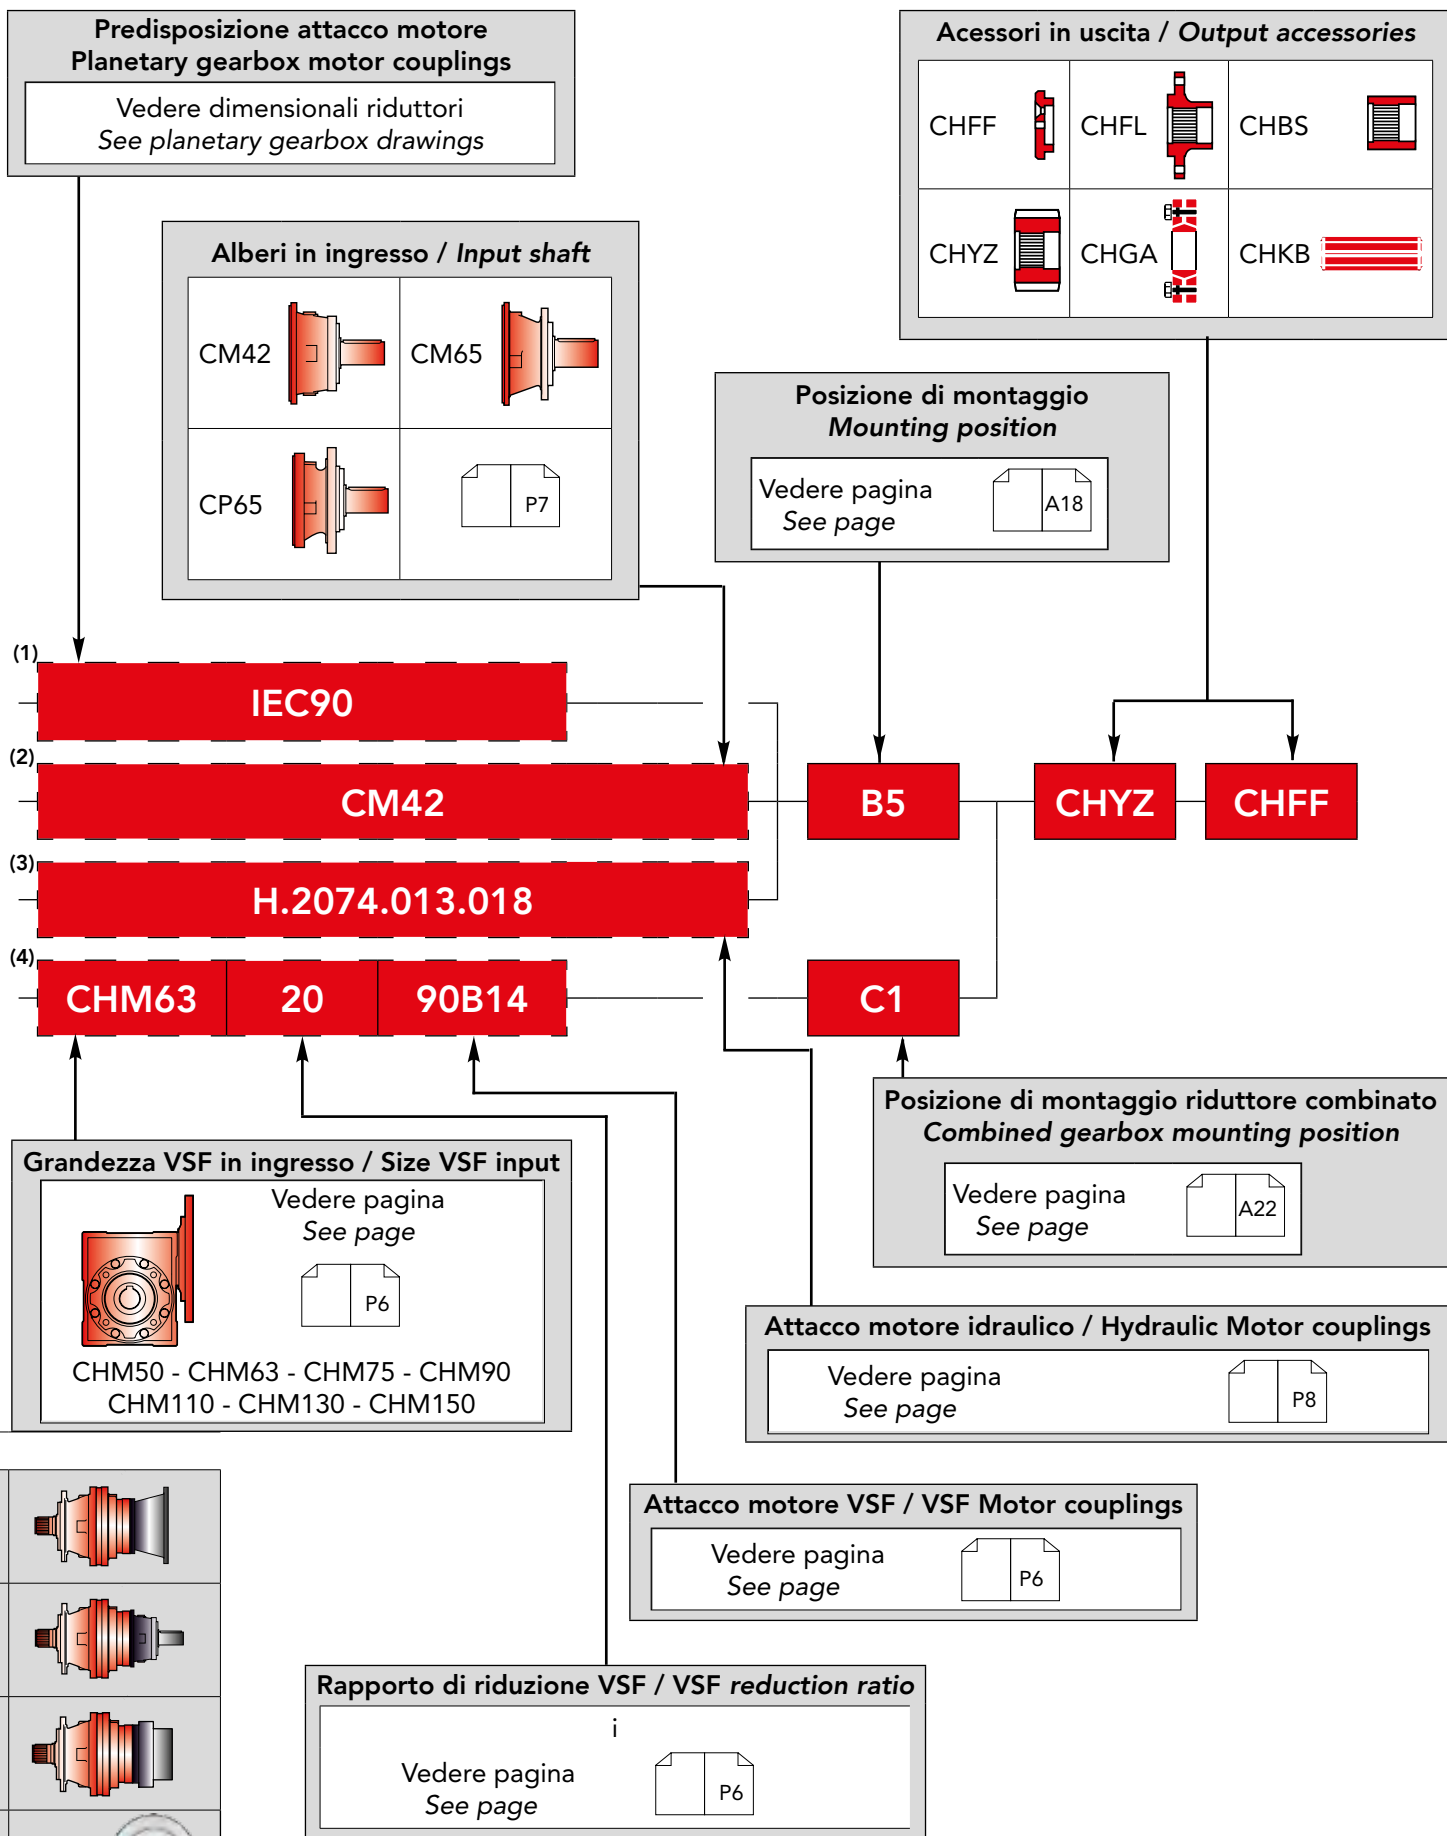 Predisposizione attacco motore
Planetary gearbox motor couplings
Vedere dimensionali riduttori
See planetary gearbox drawings
Acessori in uscita / Output accessories
CHFF
CHFL
CHBS
CHYZ
CHGA
CHKB
Alberi in ingresso / Input shaft
CM42
CM65
CP65
P7
Posizione di montaggio
Mounting position
Vedere pagina
See page
A18
(1)
IEC90
(2)
CM42
B5
CHYZ
CHFF
(3)
H.2074.013.018
(4)
CHM63
20
90B14
C1
Posizione di montaggio riduttore combinato
Combined gearbox mounting position
Vedere pagina
See page
A22
Grandezza VSF in ingresso / Size VSF input
Vedere pagina
See page
P6
CHM50 - CHM63 - CHM75 - CHM90
CHM110 - CHM130 - CHM150
Attacco motore idraulico / Hydraulic Motor couplings
Vedere pagina
See page
P8
Attacco motore VSF / VSF Motor couplings
Vedere pagina
See page
P6
Rapporto di riduzione VSF / VSF reduction ratio
i
Vedere pagina
See page
P6